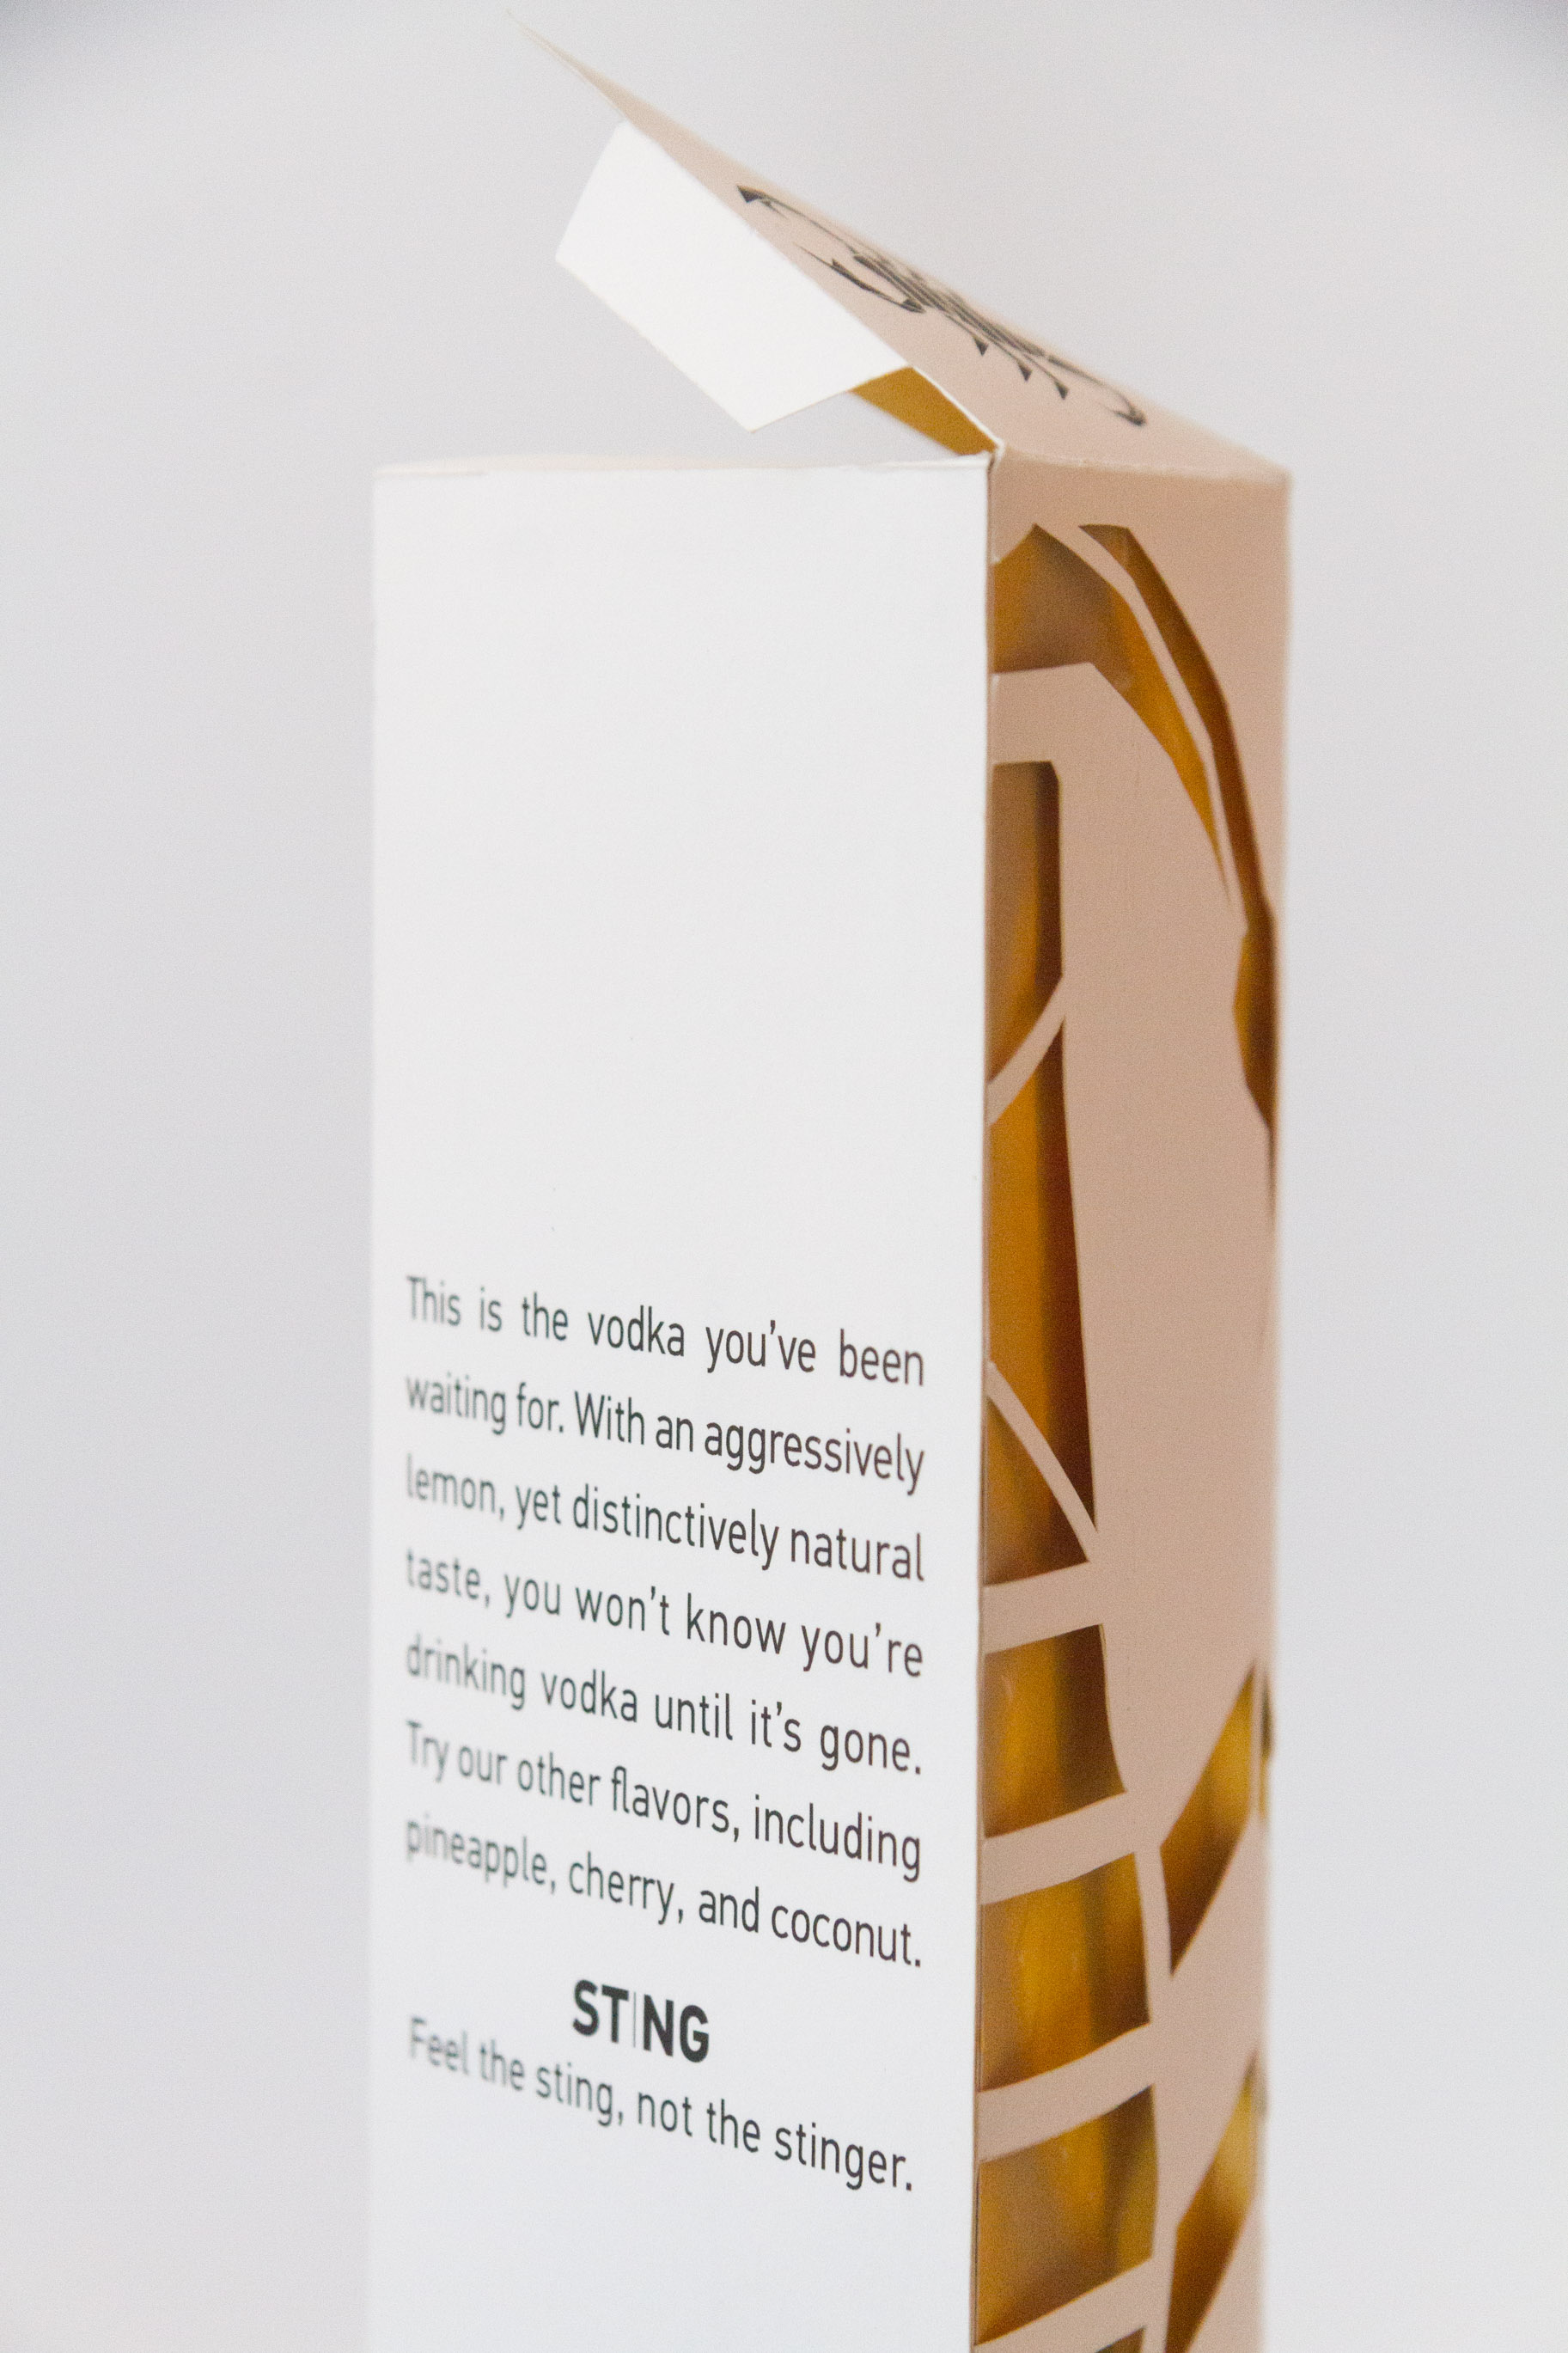 This is the vodka you've been
waiting for. With an aggressively
lemon, yet distinctively natural
taste, you won't know you're
drinking vodka until it's gone.
Try our other flavors, including
pineapple, cherry, and coconut.
STING
Feel the sting, not the stinger.